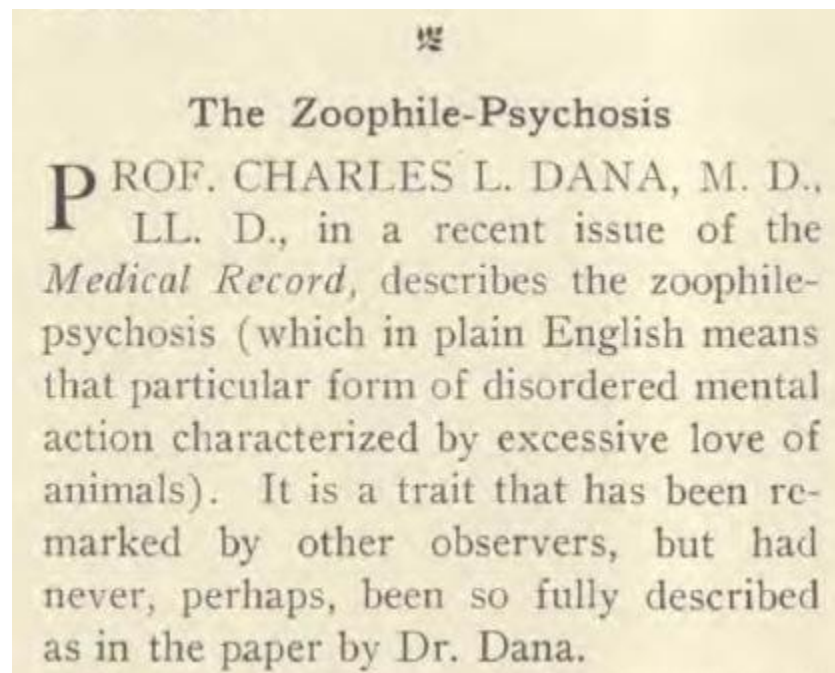 The Zoophile-Psychosis
PROF. CHARLES L. DANA, M. D.,
LL. D., in a recent issue of the
Medical Record, describes the zoophile-
psychosis (which in plain English means
that particular form of disordered mental
action characterized by excessive love of
animals). It is a trait that has been re-
marked by other observers, but had
never, perhaps, been so fully described
as in the paper by Dr. Dana.